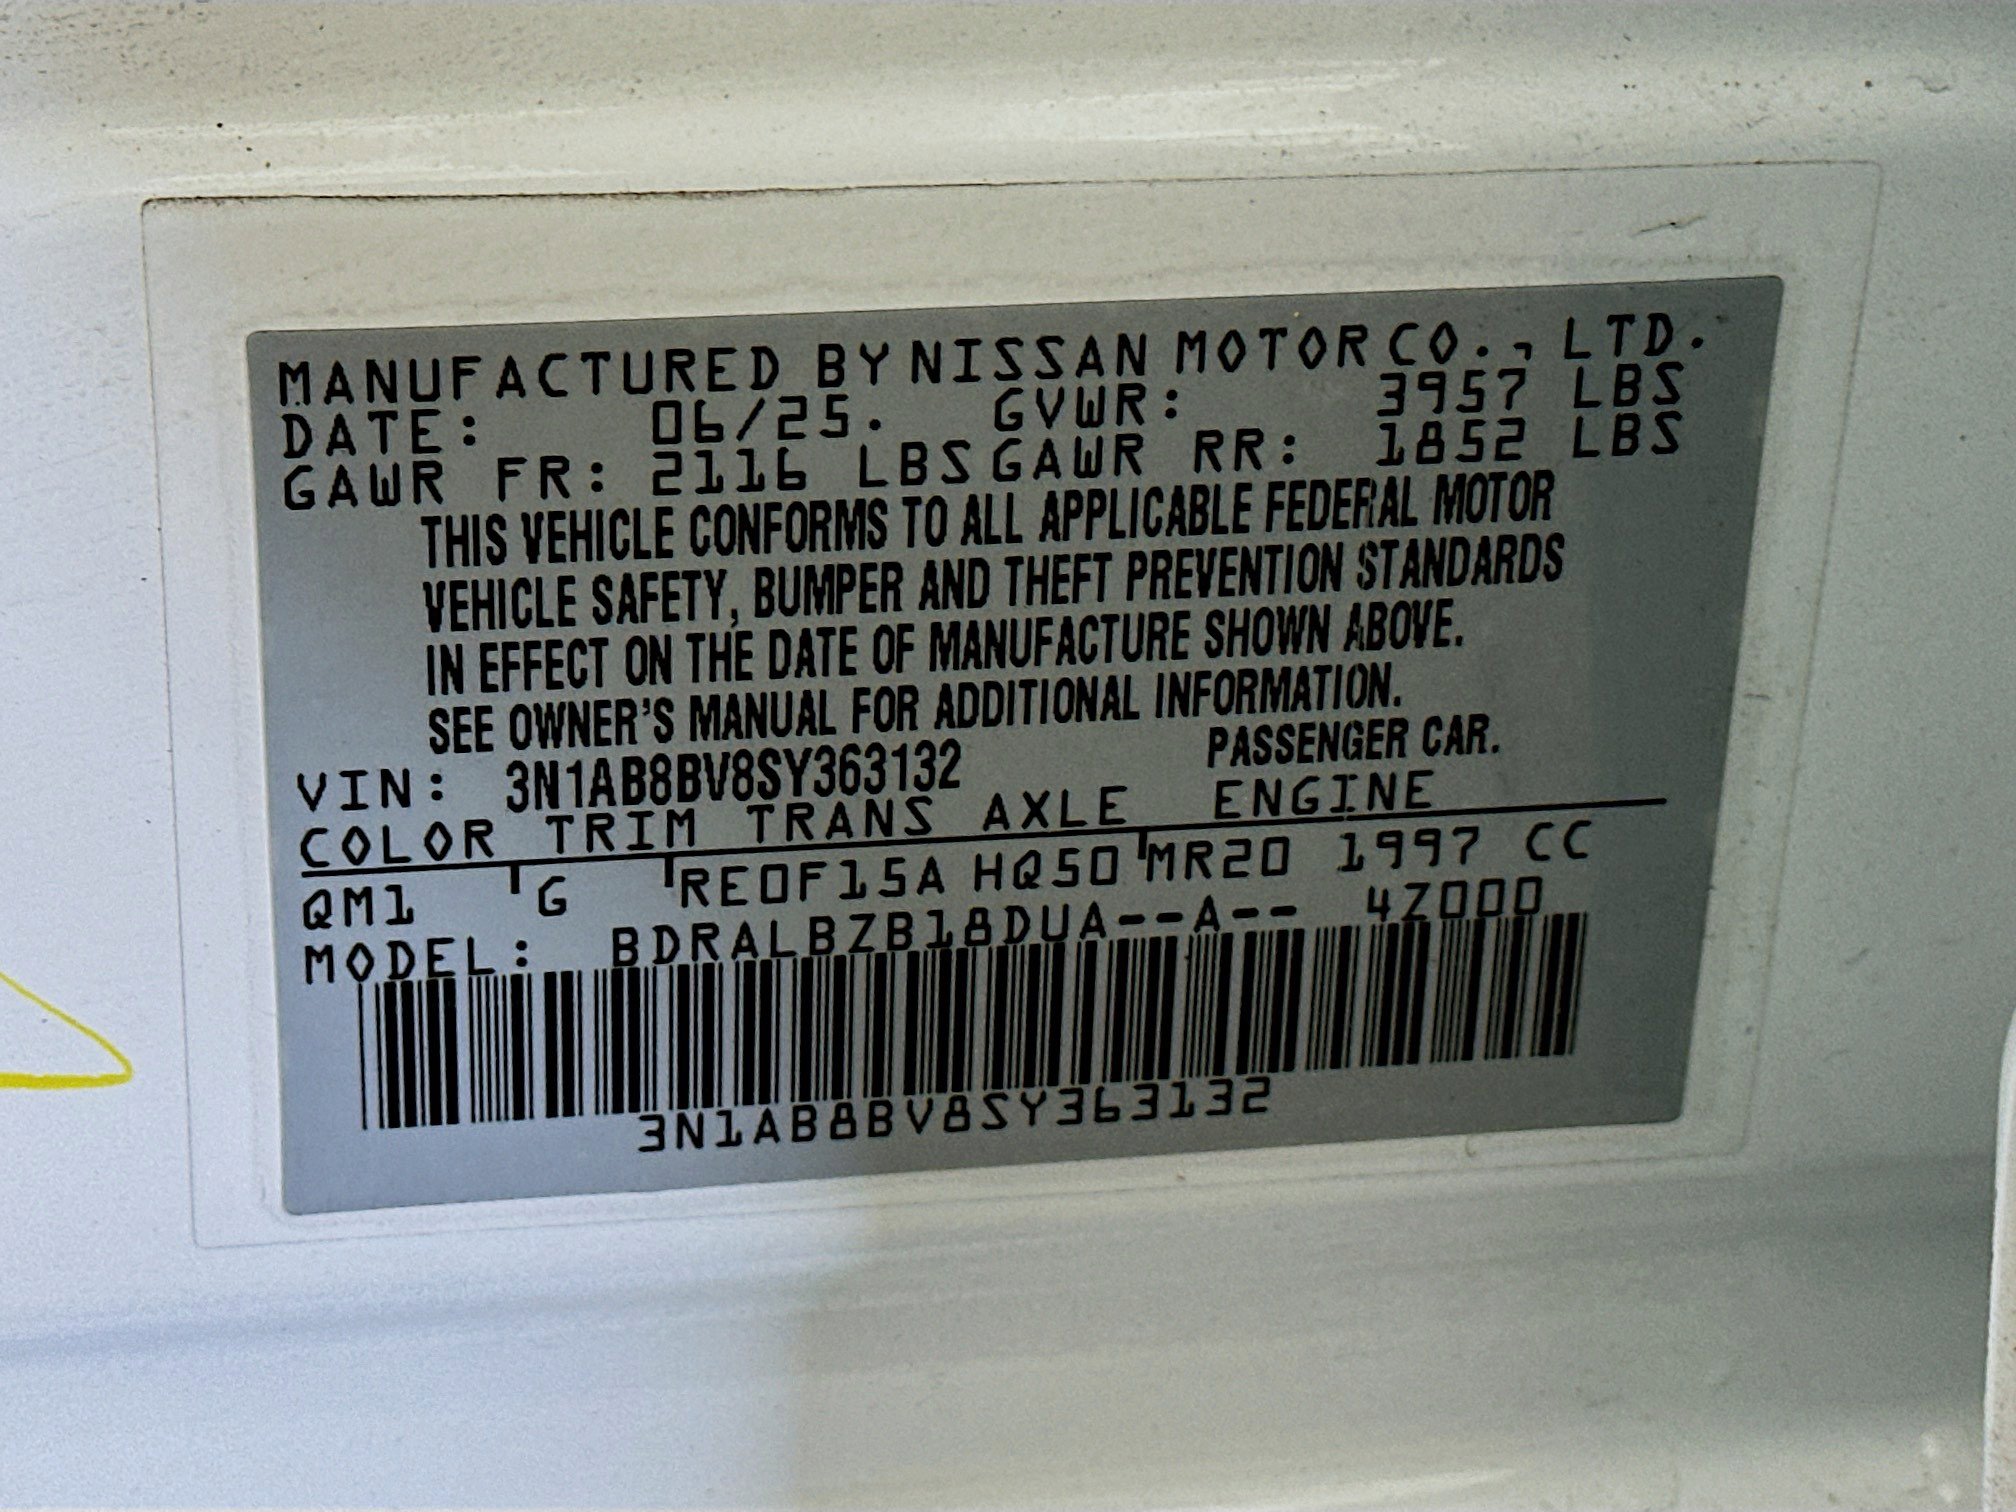 MANUFACTURED BY NISSAN MOTOR CO., LTD.
DATE: 06/25. GVWR: 3957 LBS
GAWR FR: 2116 LBS GAWR RR: 1852 LBS
THIS VEHICLE CONFORMS TO ALL APPLICABLE FEDERAL MOTOR
VEHICLE SAFETY, BUMPER AND THEFT PREVENTION STANDARDS
IN EFFECT ON THE DATE OF MANUFACTURE SHOWN ABOVE.
SEE OWNER'S MANUAL FOR ADDITIONAL INFORMATION.
VIN: 3N1AB8BV8SY363132 PASSENGER CAR.
COLOR TRIM TRANS AXLE ENGINE
QM1 G RE0F15A HQ50 MR20 1997 CC
MODEL: BDRALBZB18DUA--A-- 4Z000
3N1AB8BV8SY363132